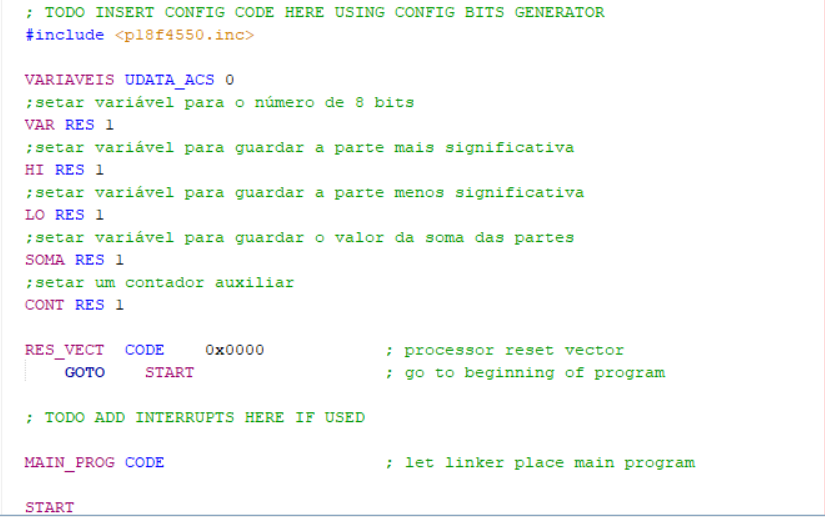 ; TODO INSERT CONFIG CODE HERE USING CONFIG BITS GENERATOR
#include <p18f4550.inc>
VARIAVEIS UDATA_ACS 0
;setar variável para o número de 8 bits
VAR RES 1
;setar variável para guardar a parte mais significativa
HI RES 1
;setar variável para guardar a parte menos significativa
LO RES 1
;setar variável para guardar o valor da soma das partes
SOMA RES 1
;setar um contador auxiliar
CONT RES 1
RES_VECT CODE 0x0000 ; processor reset vector
GOTO START ; go to beginning of program
; TODO ADD INTERRUPTS HERE IF USED
MAIN_PROG CODE ; let linker place main program
START